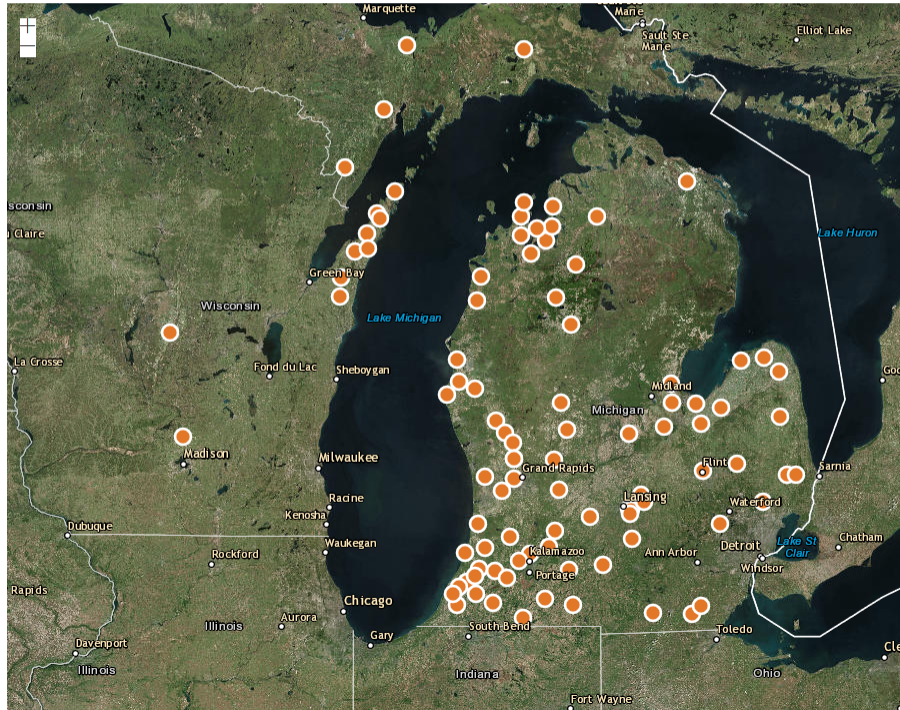 +
−
Marquette
Marie
Sault Ste
Marie
Elliot Lake
sconsin
Claire
Lake Huron
Green Bay
Wisconsin
Lake Michigan
La Crosse
Fond du Lac
Sheboygan
Midland
Michigan
Madison
Milwaukee
Grand Rapids
Flint
Sarnia
Racine
Lansing
Waterford
Kenosha
Dubuque
Waukegan
Rockford
Kalamazoo
Ann Arbor
Detroit
Lake St
Clair
Chatham
Windsor
Portage
Rapids
Chicago
Aurora
Illinois
South Bend
Gary
Toledo
Davenport
Illinois
Indiana
Ohio
Fort Wayne